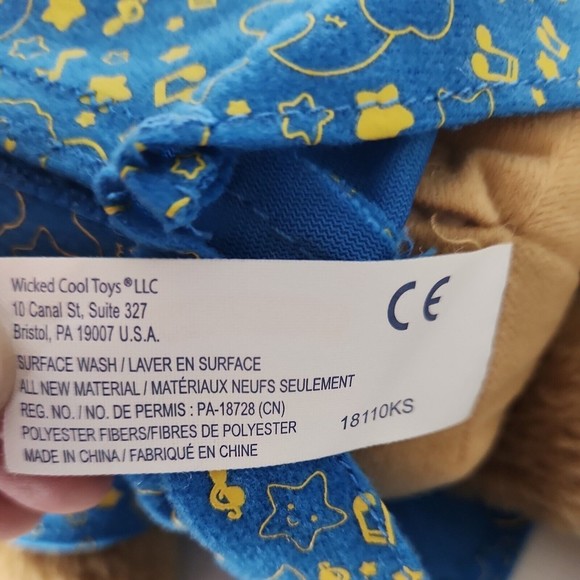 Wicked Cool Toys® LLC
10 Canal St, Suite 327
Bristol, PA 19007 U.S.A.
CE
SURFACE WASH / LAVER EN SURFACE
ALL NEW MATERIAL / MATÉRIAUX NEUFS SEULEMENT
REG. NO. / NO. DE PERMIS : PA-18728 (CN)
POLYESTER FIBERS/FIBRES DE POLYESTER
MADE IN CHINA / FABRIQUÉ EN CHINE
18110KS